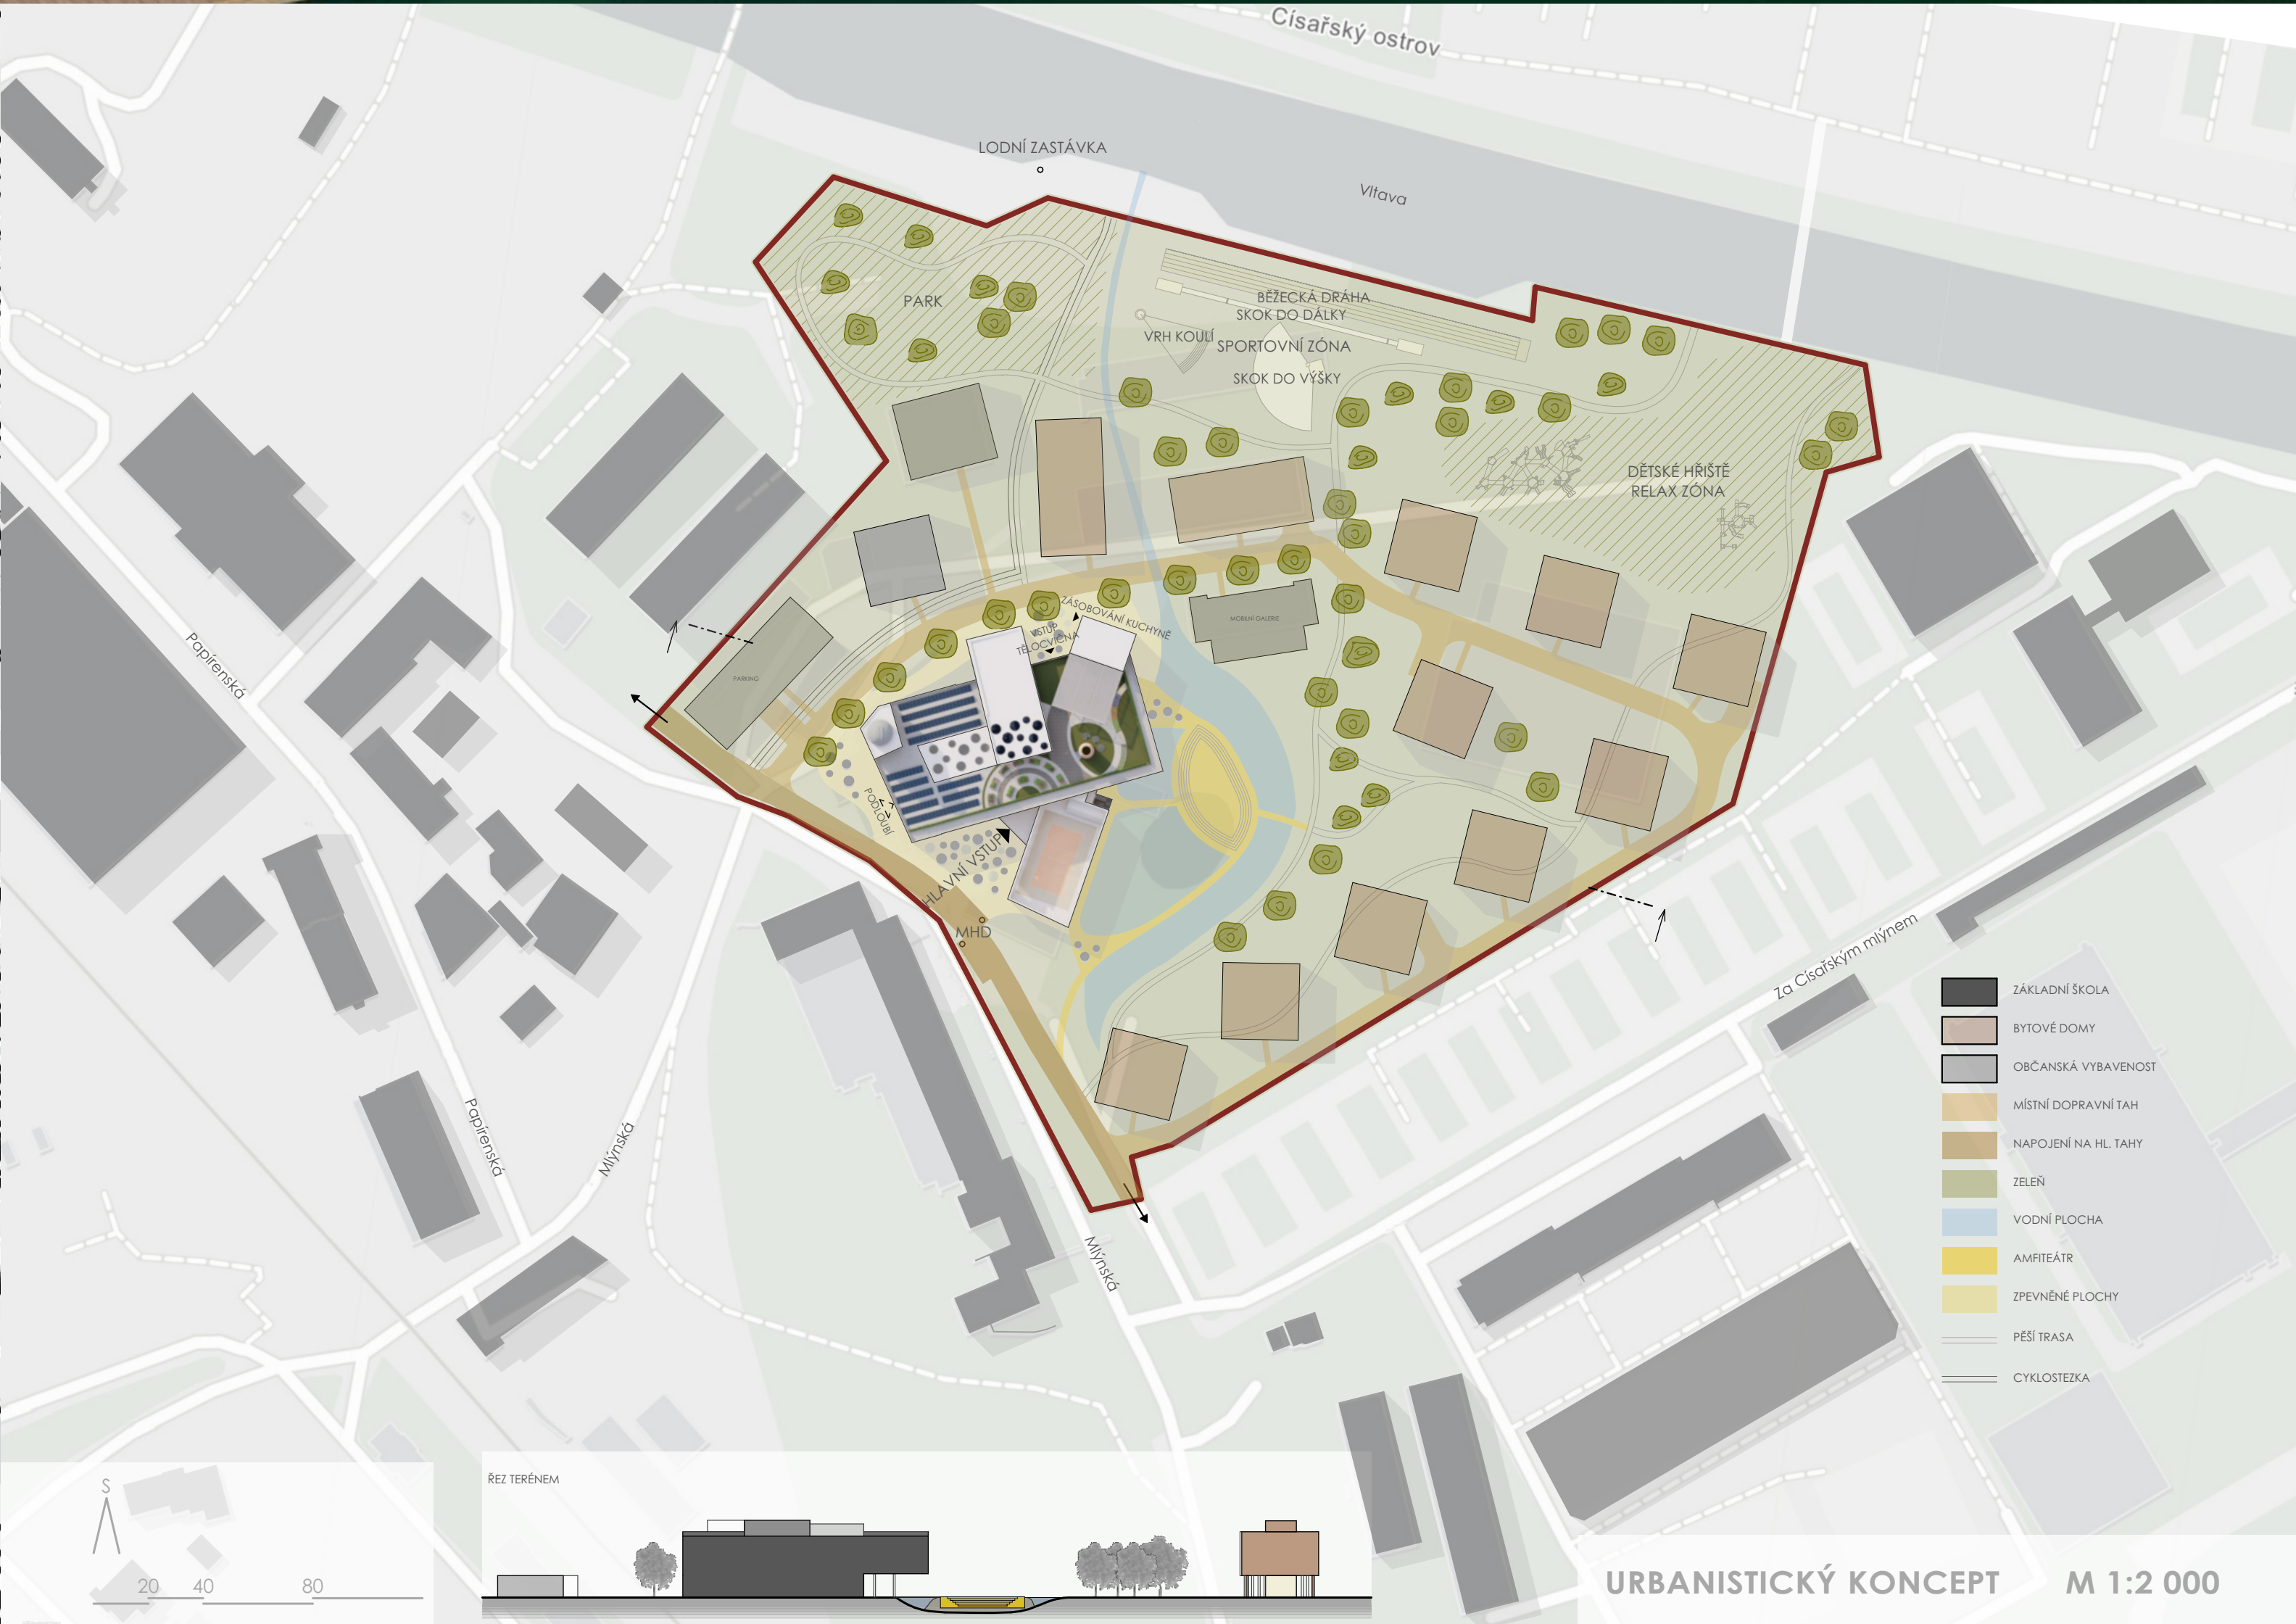 Císařský ostrov
LODNÍ ZASTÁVKA
Vltava
PARK
BĚŽECKÁ DRÁHA
SKOK DO DÁLKY
VRH KOULÍ
SPORTOVNÍ ZÓNA
SKOK DO VÝŠKY
DĚTSKÉ HŘIŠTĚ
RELAX ZÓNA
ZÁSOBOVÁNÍ KUCHYNĚ
VSTUP
TĚLOCVIČNA
MOBILNÍ GALERIE
PARKING
Papírenská
PODLOUBÍ
HLAVNÍ VSTUP
MHD
Za Císařským mlýnem
Papírenská
Mlýnská
Mlýnská
ZÁKLADNÍ ŠKOLA
BYTOVÉ DOMY
OBČANSKÁ VYBAVENOST
MÍSTNÍ DOPRAVNÍ TAH
NAPOJENÍ NA HL. TAHY
ZELEŇ
VODNÍ PLOCHA
AMFITEÁTR
ZPEVNĚNÉ PLOCHY
PĚŠÍ TRASA
CYKLOSTEZKA
S
20 40 80
ŘEZ TERÉNEM
URBANISTICKÝ KONCEPT M 1:2 000